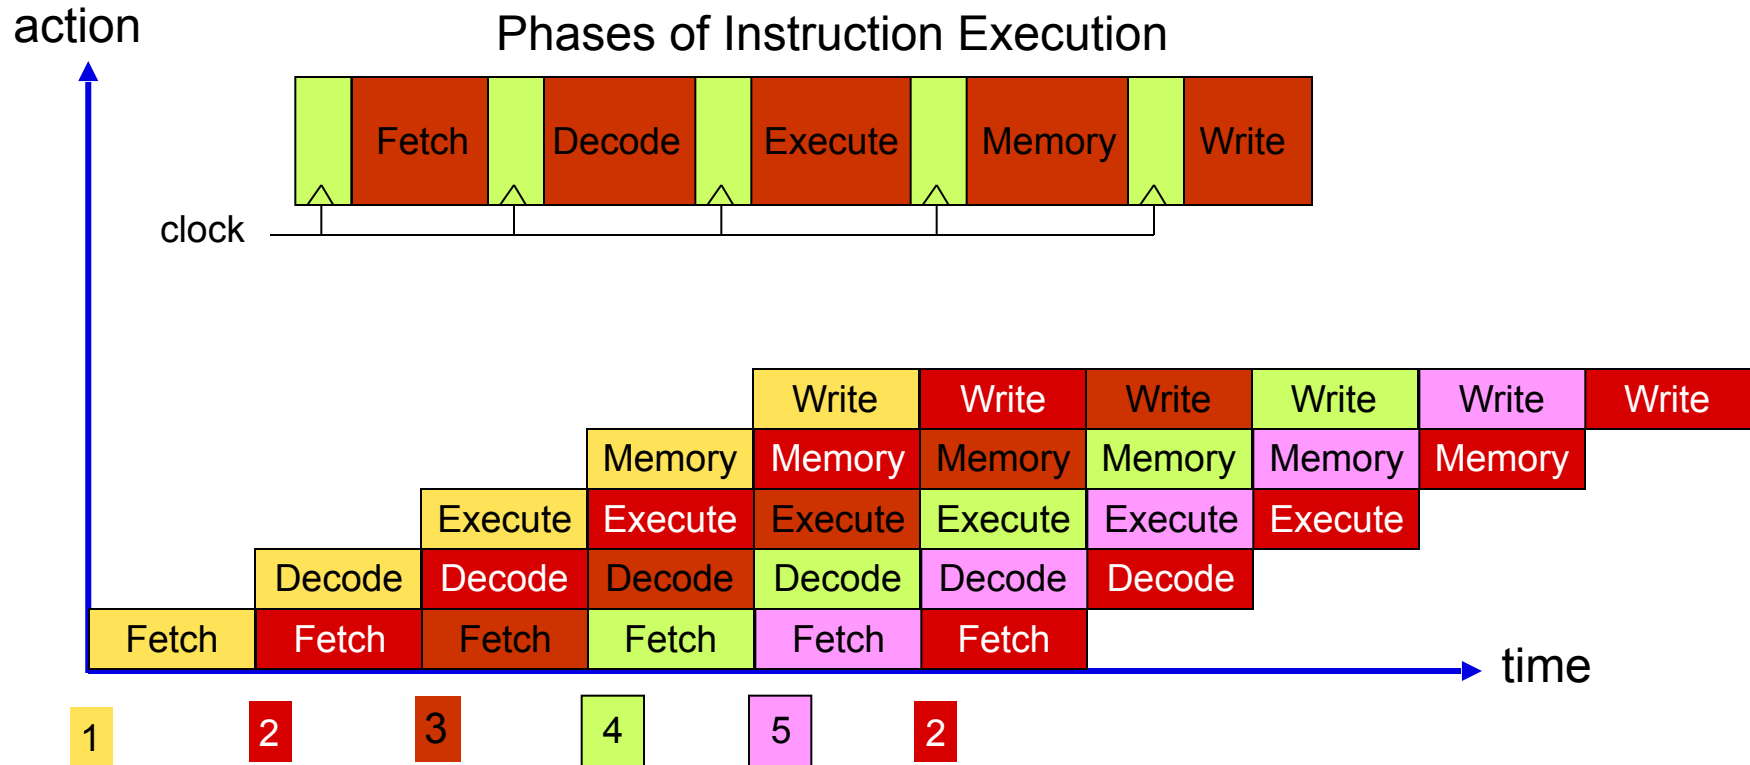 action
Phases of Instruction Execution
Fetch Decode Execute Memory Write
clock
Write Write Write Write Write Write
Memory Memory Memory Memory Memory Memory
Execute Execute Execute Execute Execute Execute
Decode Decode Decode Decode Decode Decode
Fetch Fetch Fetch Fetch Fetch Fetch
time
1 2 3 4 5 2